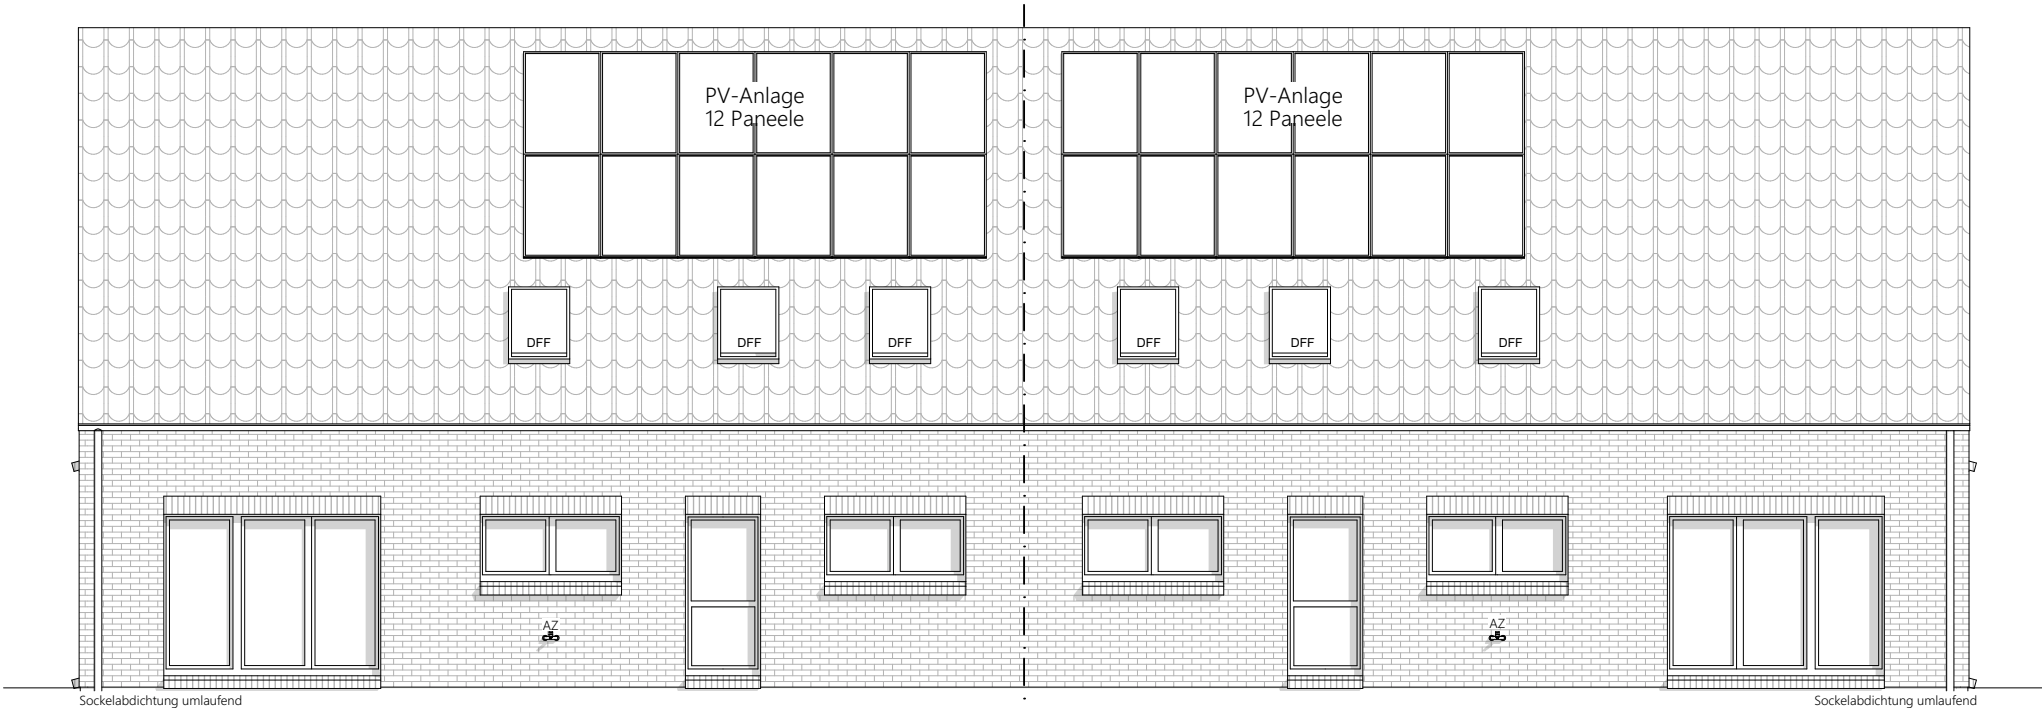 PV-Anlage
12 Paneele
PV-Anlage
12 Paneele
DFF
DFF
DFF
DFF
DFF
DFF
AZ
AZ
Sockelabdichtung umlaufend
Sockelabdichtung umlaufend